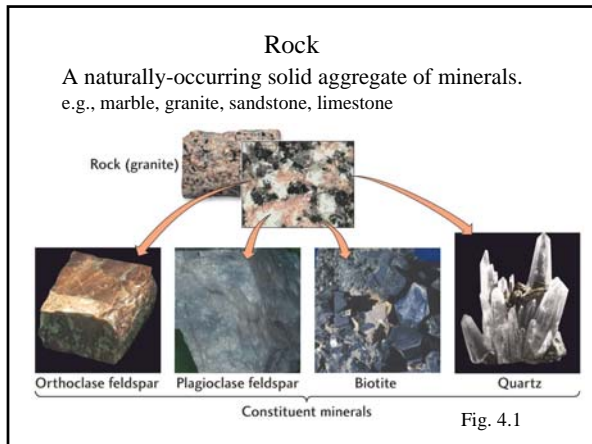 Rock
A naturally-occurring solid aggregate of minerals.
e.g., marble, granite, sandstone, limestone
Rock (granite)
Orthoclase feldspar
Plagioclase feldspar
Biotite
Quartz
Constituent minerals
Fig. 4.1